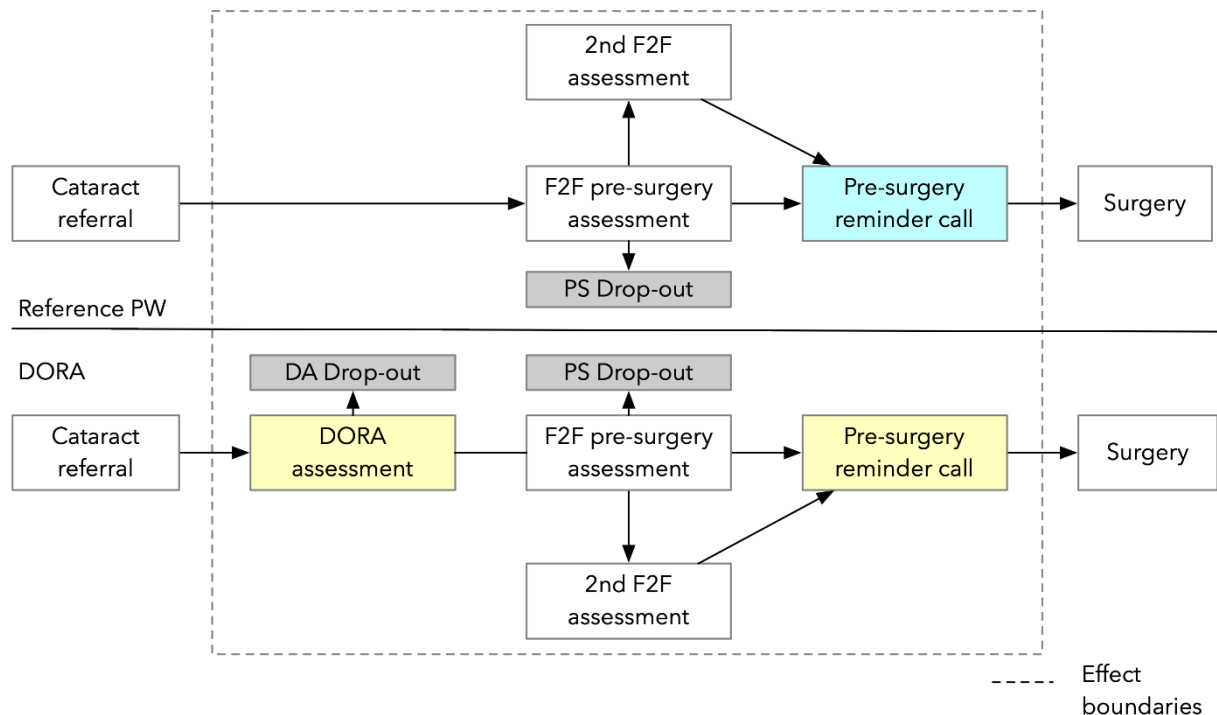 2nd F2F
assessment
Cataract
referral
F2F pre-surgery
assessment
Pre-surgery
reminder call
Surgery
PS Drop-out
Reference PW
DORA
DA Drop-out
PS Drop-out
Cataract
referral
DORA
assessment
F2F pre-surgery
assessment
Pre-surgery
reminder call
Surgery
2nd F2F
assessment
Effect
boundaries